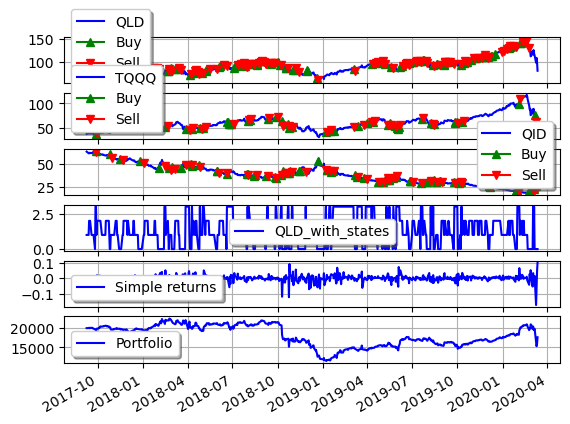 QLD
Buy
Sell
150
100
TQQQ
Buy
Sell
100
50
QID
Buy
Sell
50
25
2.5
0.0
QLD_with_states
0.1
0.0
−0.1
Simple returns
20000
15000
Portfolio
2017-10
2018-01
2018-04
2018-07
2018-10
2019-01
2019-04
2019-07
2019-10
2020-01
2020-04